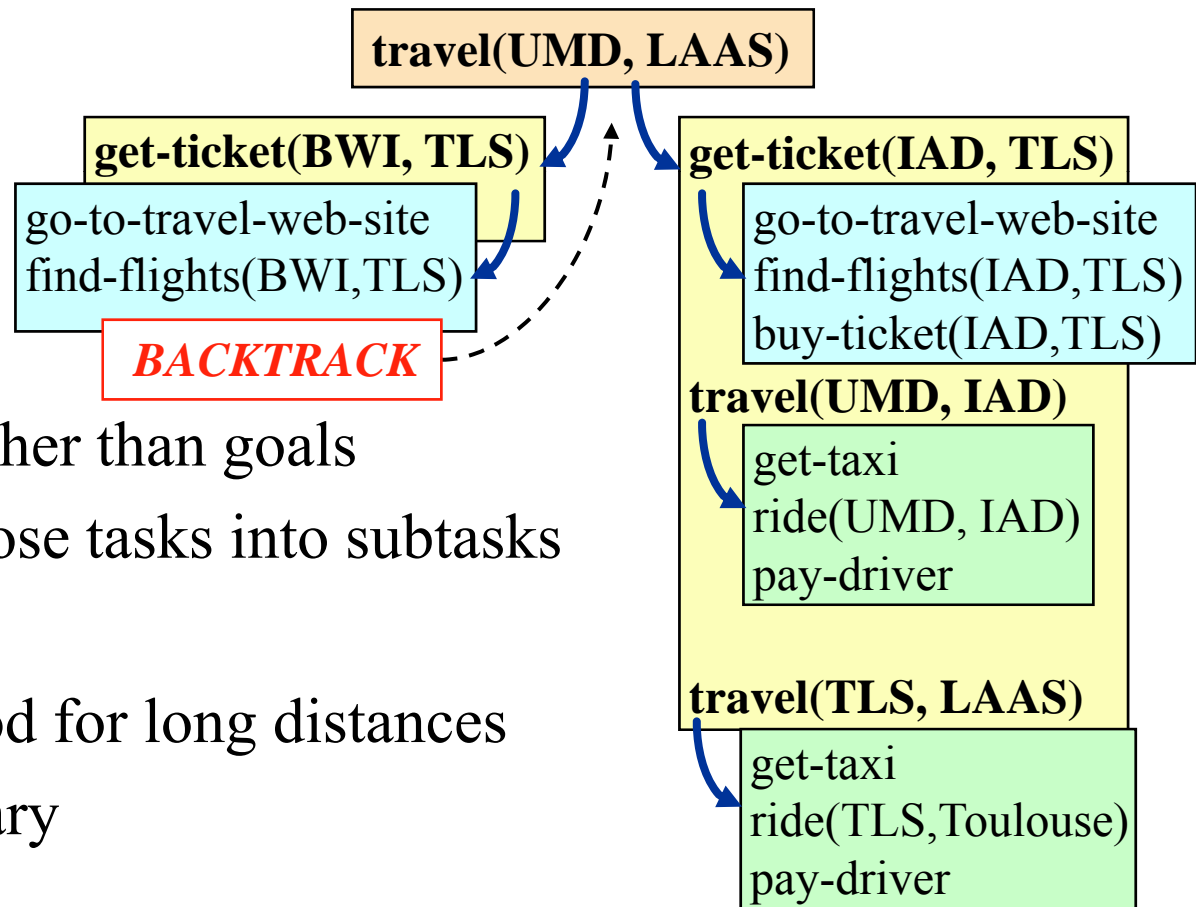 travel(UMD, LAAS)
get-ticket(BWI, TLS)
go-to-travel-web-site
find-flights(BWI,TLS)
BACKTRACK
get-ticket(IAD, TLS)
go-to-travel-web-site
find-flights(IAD,TLS)
buy-ticket(IAD,TLS)
travel(UMD, IAD)
get-taxi
ride(UMD, IAD)
pay-driver
travel(TLS, LAAS)
get-taxi
ride(TLS,Toulouse)
pay-driver
her than goals
ose tasks into subtasks
od for long distances
ary